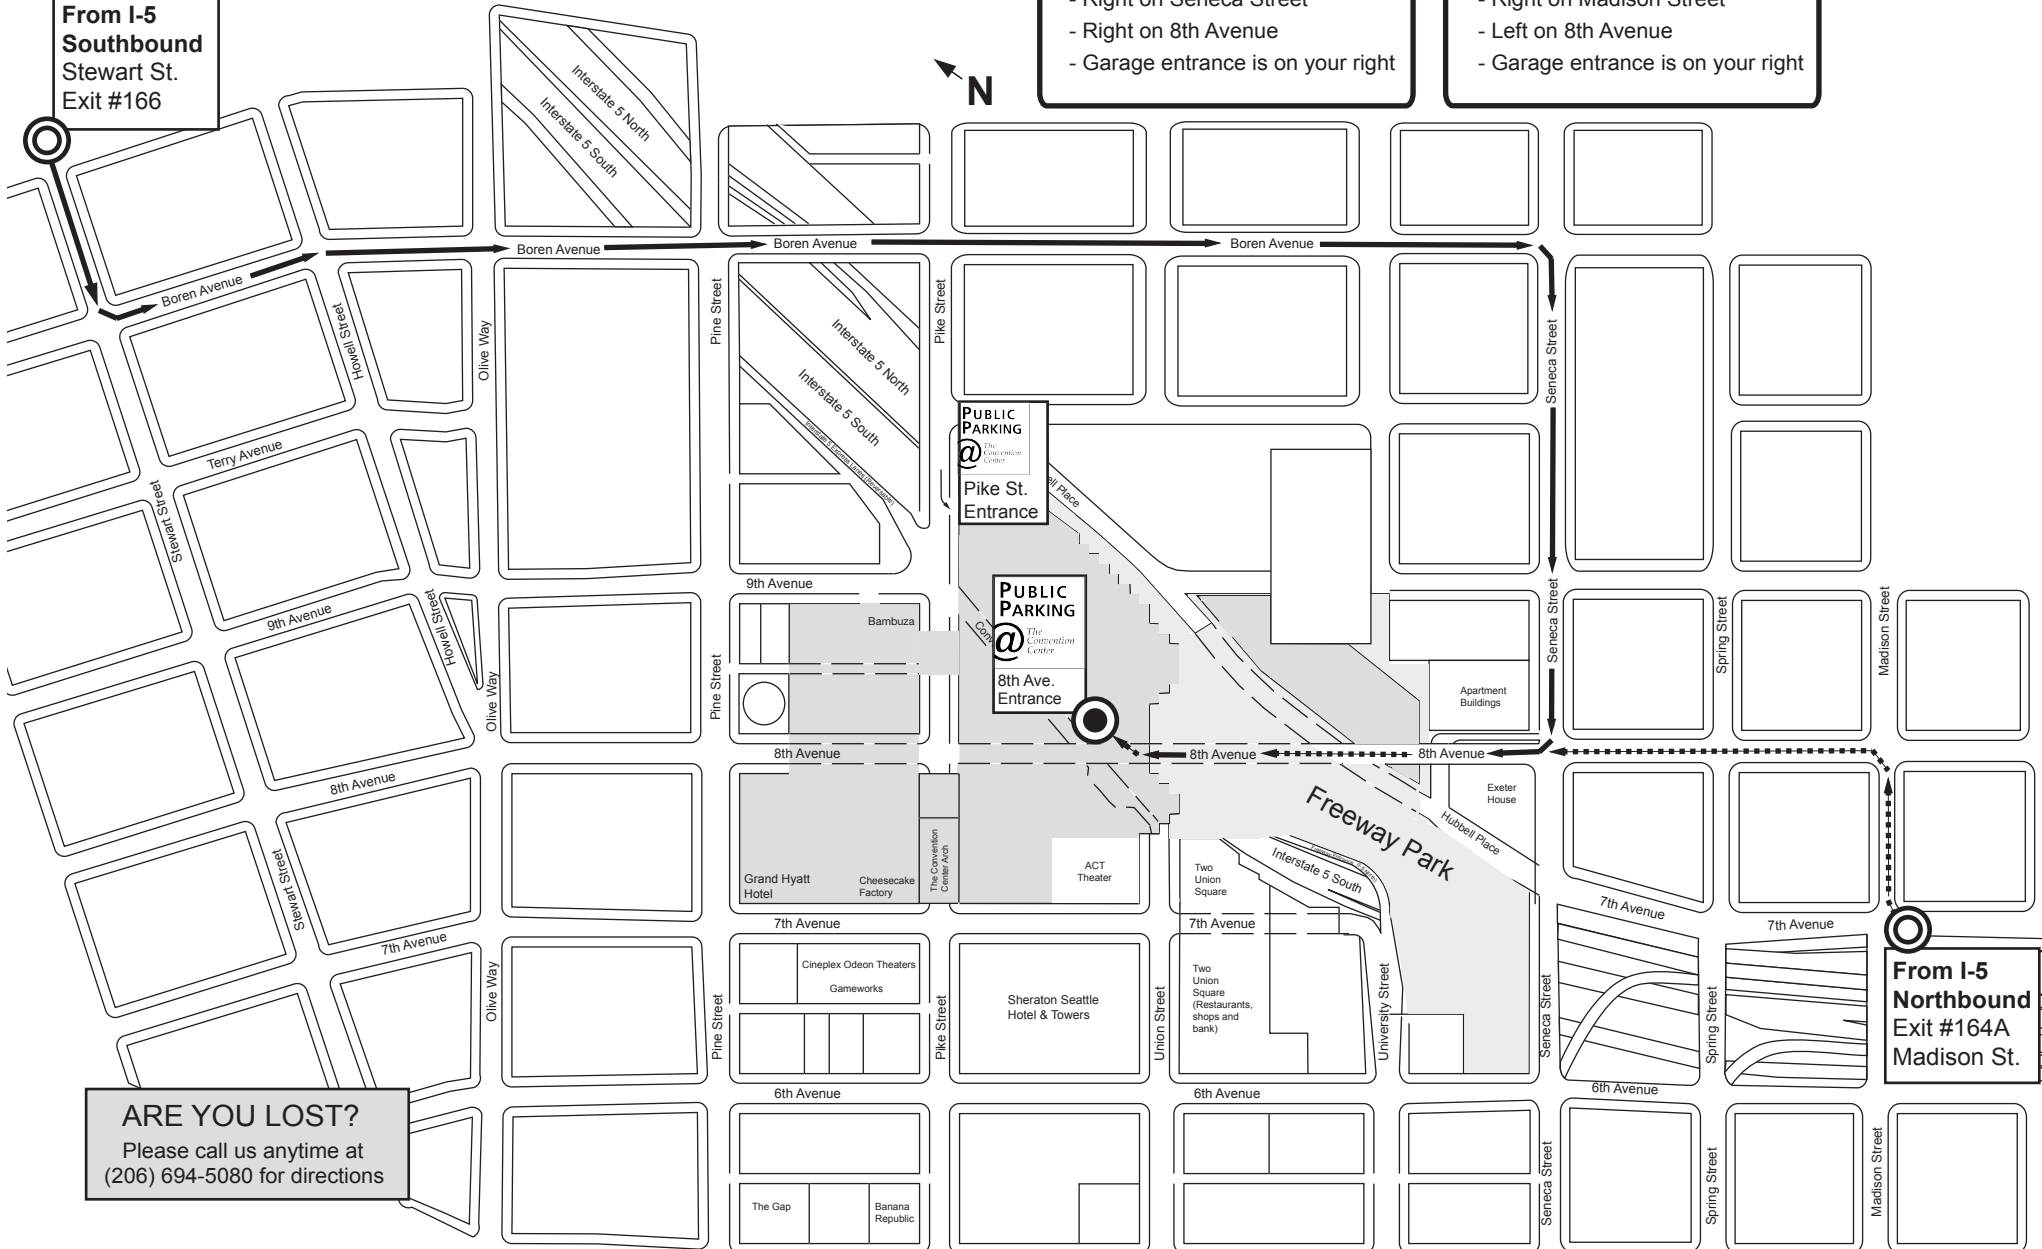 From I-5
Southbound
Stewart St.
Exit #166
- Right on Seneca Street
- Right on 8th Avenue
- Garage entrance is on your right
- Right on Madison Street
- Left on 8th Avenue
- Garage entrance is on your right
N
Interstate 5 North
Interstate 5 South
Boren Avenue
Boren Avenue
Boren Avenue
Boren Avenue
Howell Street
Olive Way
Pine Street
Pike Street
Seneca Street
Interstate 5 North
Interstate 5 South
Interstate 5 Express Lanes (Reversible)
Terry Avenue
Stewart Street
PUBLIC
PARKING
@ The
Convention
Center
Pike St.
Entrance
ell Place
9th Avenue
9th Avenue
Howell Street
Bambuza
Conv
PUBLIC
PARKING
@ The
Convention
Center
8th Ave.
Entrance
Seneca Street
Spring Street
Madison Street
Apartment
Buildings
Olive Way
Pine Street
8th Avenue
8th Avenue
8th Avenue
8th Avenue
Exeter
House
Freeway Park
Hubbell Place
Stewart Street
Grand Hyatt
Hotel
Cheesecake
Factory
The Convention
Center Arch
ACT
Theater
Two
Union
Square
Interstate 5 South
7th Avenue
7th Avenue
7th Avenue
7th Avenue
7th Avenue
Cineplex Odeon Theaters
Gameworks
Sheraton Seattle
Hotel & Towers
Two
Union
Square
(Restaurants,
shops and
bank)
Olive Way
Pine Street
Pike Street
Union Street
University Street
Seneca Street
Spring Street
From I-5
Northbound
Exit #164A
Madison St.
6th Avenue
6th Avenue
6th Avenue
ARE YOU LOST?
Please call us anytime at
(206) 694-5080 for directions
The Gap
Banana
Republic
Seneca Street
Spring Street
Madison Street